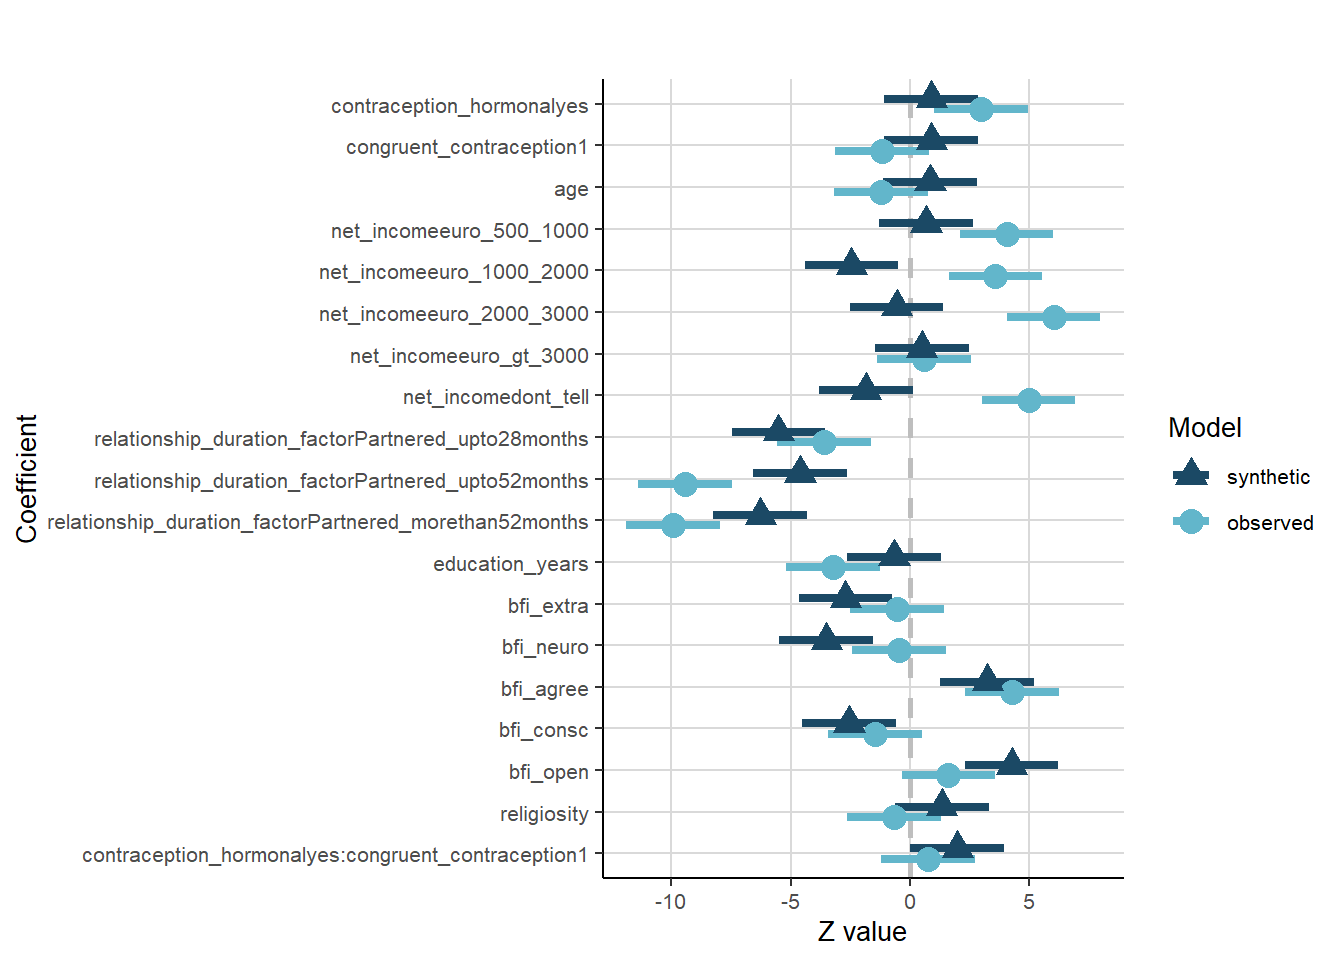 contraception_hormonalyes
congruent_contraception1
age
net_incomeeuro_500_1000
net_incomeeuro_1000_2000
net_incomeeuro_2000_3000
net_incomeeuro_gt_3000
net_incomedont_tell
relationship_duration_factorPartnered_upto28months
relationship_duration_factorPartnered_upto52months
relationship_duration_factorPartnered_morethan52months
education_years
bfi_extra
bfi_neuro
bfi_agree
bfi_consc
bfi_open
religiosity
contraception_hormonalyes:congruent_contraception1
Coefficient
-10 -5 0 5
Z value
Model
synthetic
observed